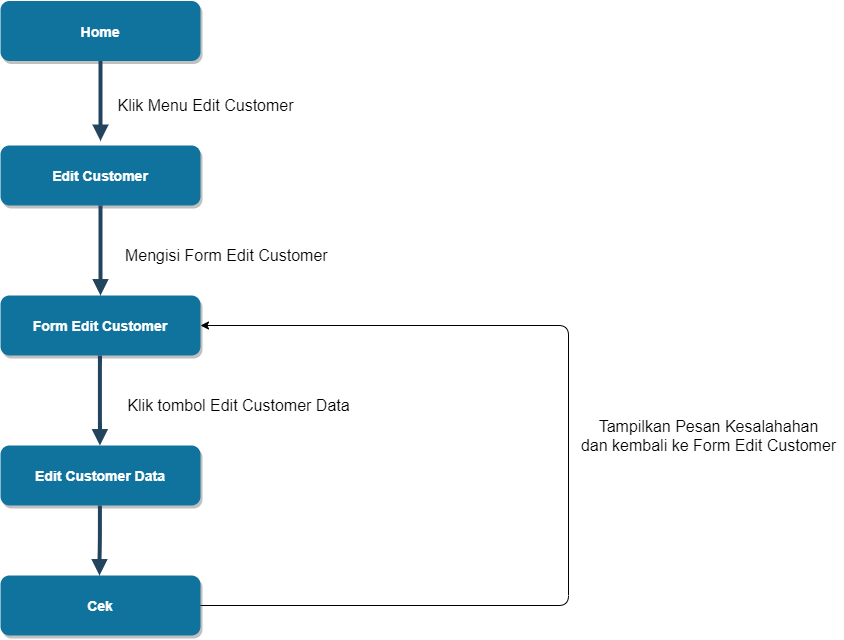 Home
Klik Menu Edit Customer
Edit Customer
Mengisi Form Edit Customer
Form Edit Customer
Klik tombol Edit Customer Data
Tampilkan Pesan Kesalahahan
dan kembali ke Form Edit Customer
Edit Customer Data
Cek